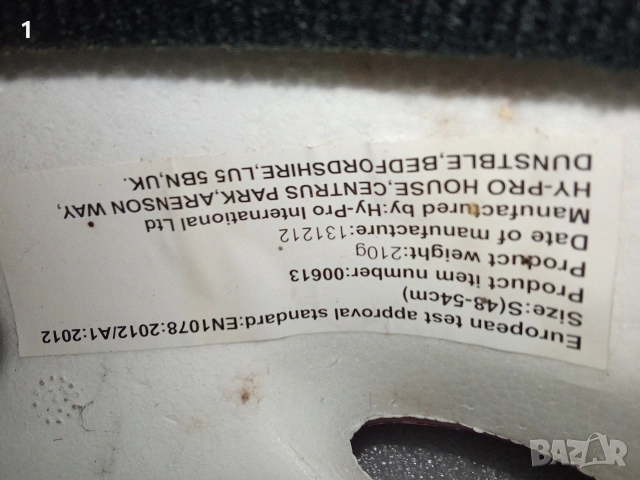 1
European test approval standard:EN1078:2012/A1:2012
Size:S(48-54cm)
Product item number:00613
Product weight:210g
Date of manufacture:131212
Manufactured by:Hy-Pro International Ltd
HY-PRO HOUSE,CENTRUS PARK,ARENSON WAY,
DUNSTBLE,BEDFORDSHIRE,LU5 5BN,UK.
BAZAR